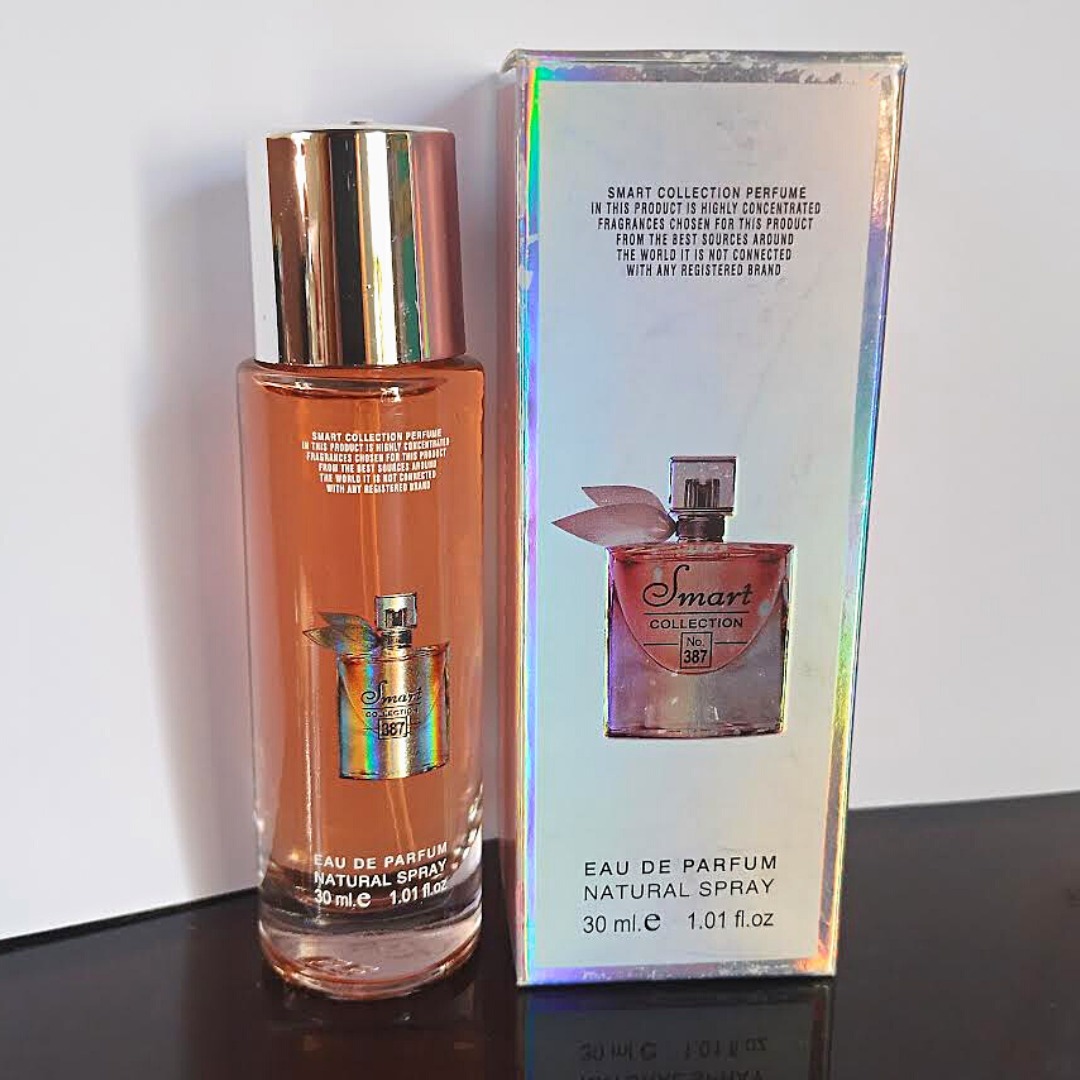 SMART COLLECTION PERFUME
IN THIS PRODUCT IS HIGHLY CONCENTRATED
FRAGRANCES CHOSEN FOR THIS PRODUCT
FROM THE BEST SOURCES AROUND
THE WORLD IT IS NOT CONNECTED
WITH ANY REGISTERED BRAND
Smart
COLLECTION
No.
387
EAU DE PARFUM
NATURAL SPRAY
30 ml.e 1.01 fl.oz
SMART COLLECTION PERFUME
IN THIS PRODUCT IS HIGHLY CONCENTRATED
FRAGRANCES CHOSEN FOR THIS PRODUCT
FROM THE BEST SOURCES AROUND
THE WORLD IT IS NOT CONNECTED
WITH ANY REGISTERED BRAND
Smart
COLLECTION
387
EAU DE PARFUM
NATURAL SPRAY
30 ml.e 1.01 fl.oz